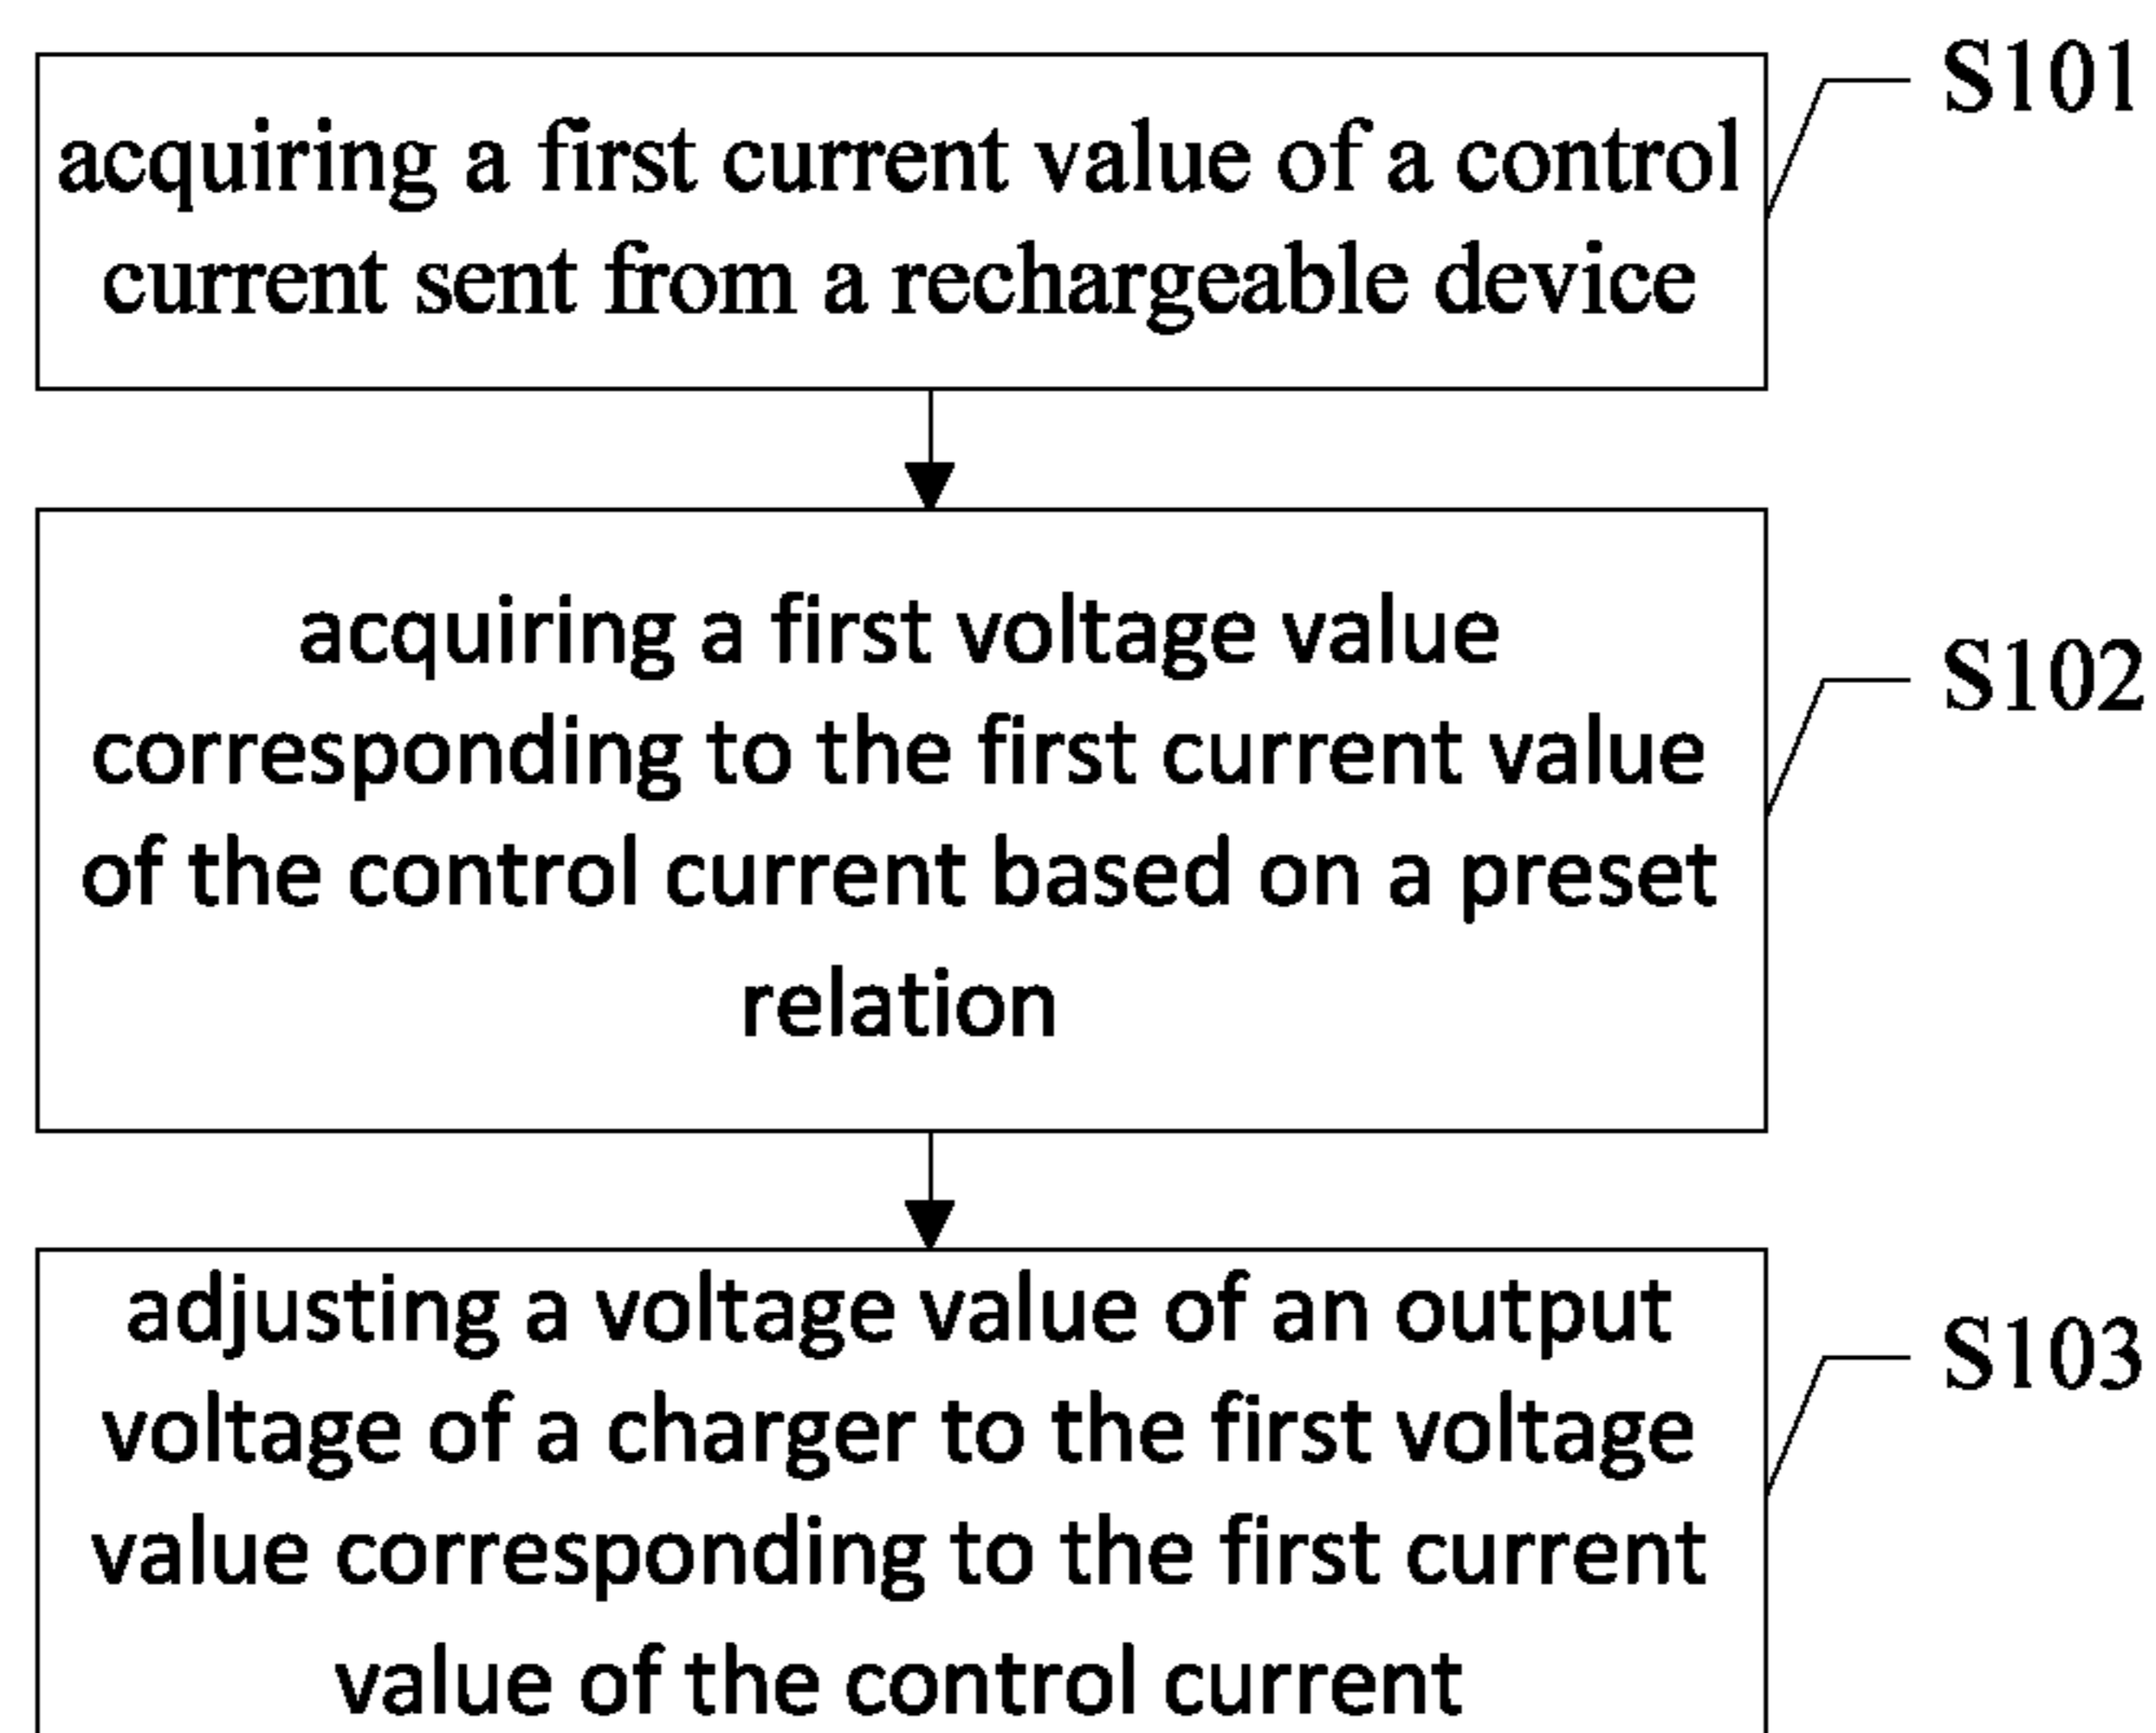 S101
acquiring a first current value of a control
current sent from a rechargeable device
acquiring a first voltage value
S102
corresponding to the first current value
of the control current based on a preset
relation
adjusting a voltage value of an output
S103
voltage of a charger to the first voltage
value corresponding to the first current
value of the control current